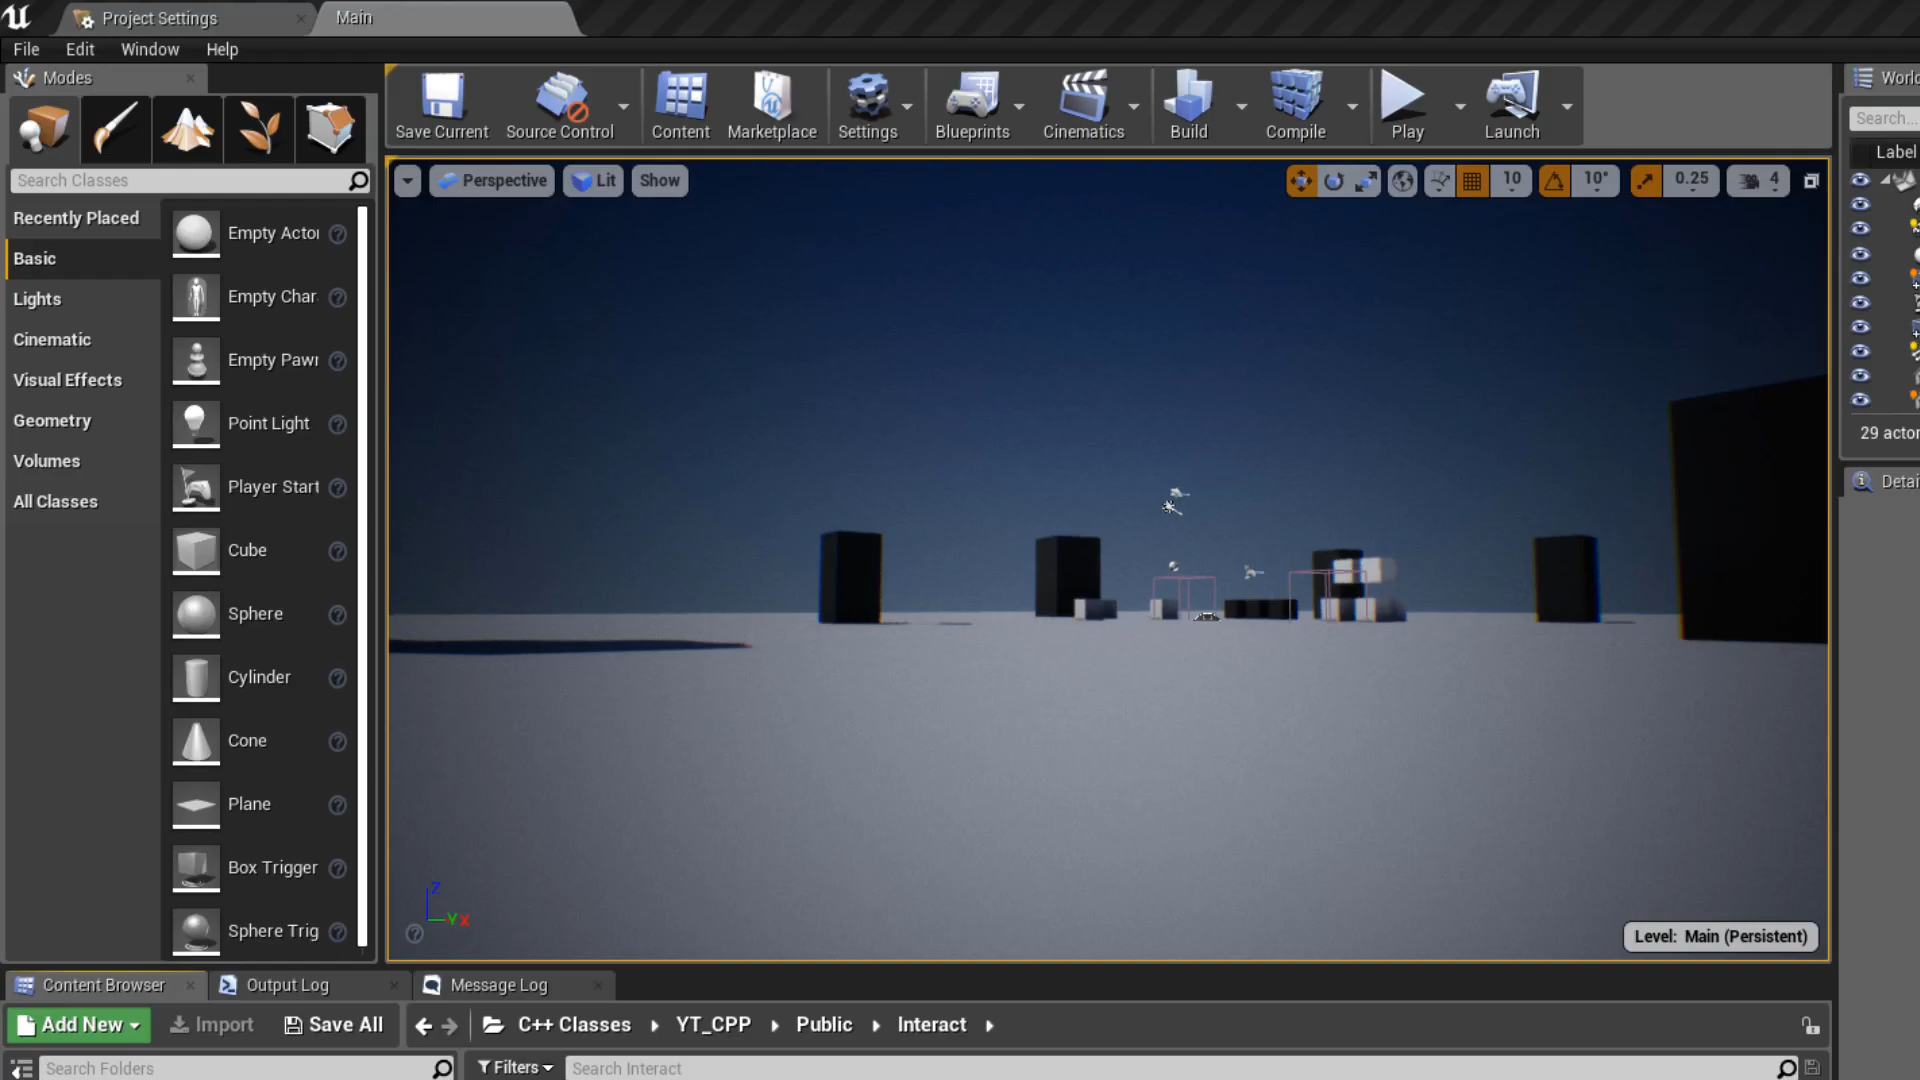 Project Settings
Main
File Edit Window Help
Modes
Save Current Source Control Content Marketplace Settings Blueprints Cinematics Build Compile Play Launch
Search...
Label
Search Classes
Perspective Lit Show
10 10° 0.25 4
Recently Placed
Basic
Lights
Cinematic
Visual Effects
Geometry
Volumes
All Classes
Empty Actor
Empty Char
Empty Pawn
Point Light
Player Start
Cube
Sphere
Cylinder
Cone
Plane
Box Trigger
Sphere Trig
29 actor
Detai
Z
Y X
Level: Main (Persistent)
Content Browser Output Log Message Log
Add New Import Save All C++ Classes YT_CPP Public Interact
Search Folders Filters Search Interact